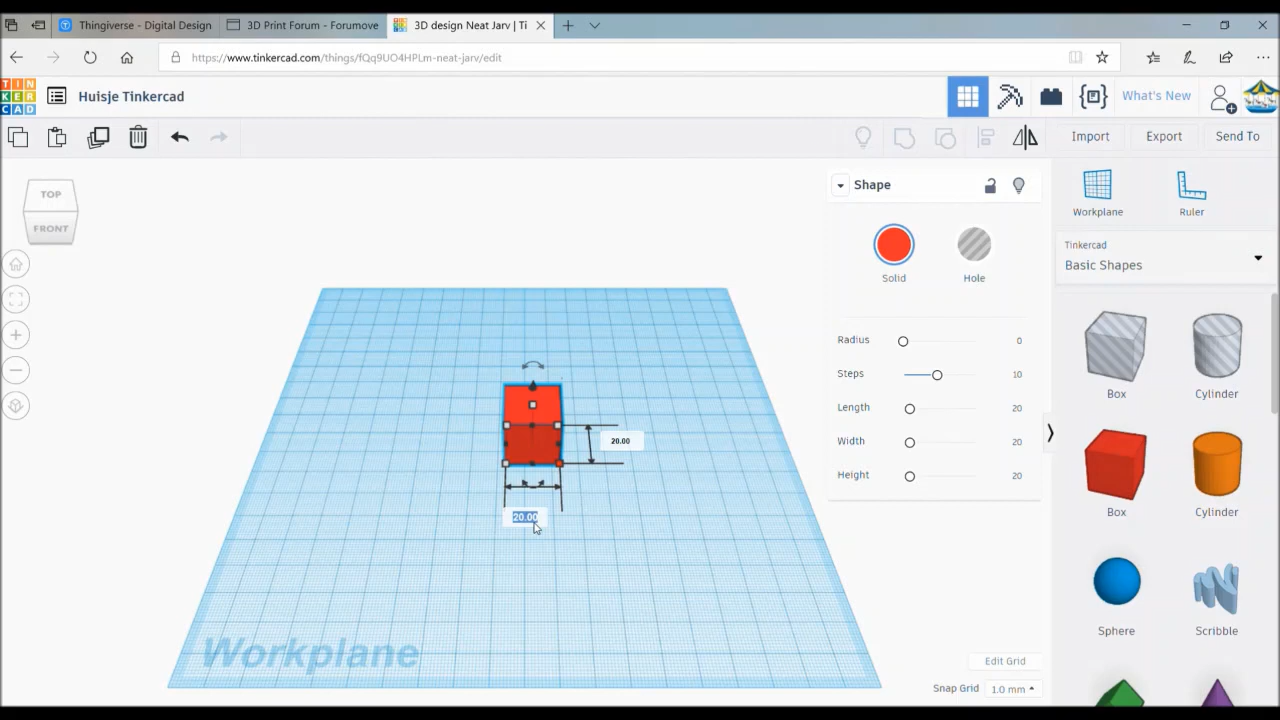 Thingiverse - Digital Design
3D Print Forum - Forumove
3D design Neat Jarv | Ti
https://www.tinkercad.com/things/fQq9UO4HPLm-neat-jarv/edit
TIN
KER
CAD
Huisje Tinkercad
What's New
Import
Export
Send To
TOP
FRONT
Shape
Solid
Hole
Radius 0
Steps 10
Length 20
Width 20
Height 20
20.00
20.00
Workplane
Edit Grid
Snap Grid 1.0 mm
Workplane
Ruler
Tinkercad
Basic Shapes
Box
Cylinder
Box
Cylinder
Sphere
Scribble